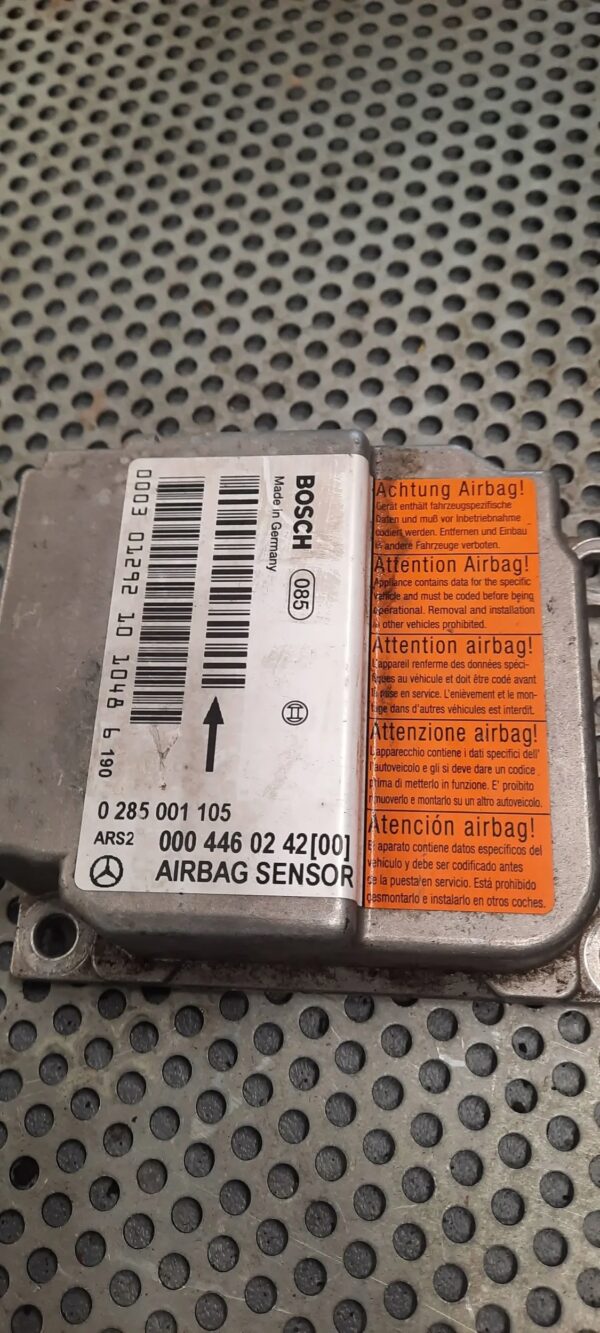 BOSCH
Made in Germany
085
0003 01292 10 1048 6 190
0 285 001 105
ARS2 000 446 02 42[00]
AIRBAG SENSOR
Achtung Airbag!
Gerät enthält fahrzeugspezifische
Daten und muß vor Inbetriebnahme
codiert werden. Entfernen und Einbau
in andere Fahrzeuge verboten.
Attention Airbag!
Appliance contains data for the specific
vehicle and must be coded before being
operational. Removal and installation
in other vehicles prohibited.
Attention airbag!
L'appareil renferme des données spéci-
fiques au véhicule et doit être codé avant
la mise en service. L'enièvement et le mon-
tage dans d'autres véhicules est interdit.
Attenzione airbag!
L'apparecchio contiene i dati specifici dell'
autoveicolo e gli si deve dare un codice
prima di metterlo in funzione. E' proibito
rimuoverlo e montarlo su un altro autoveicolo.
Atención airbag!
El aparato contiene datos especificos del
vehículo y debe ser codificado antes
de la puesta en servicio. Está prohibido
desmontarlo e instalarlo en otros coches.